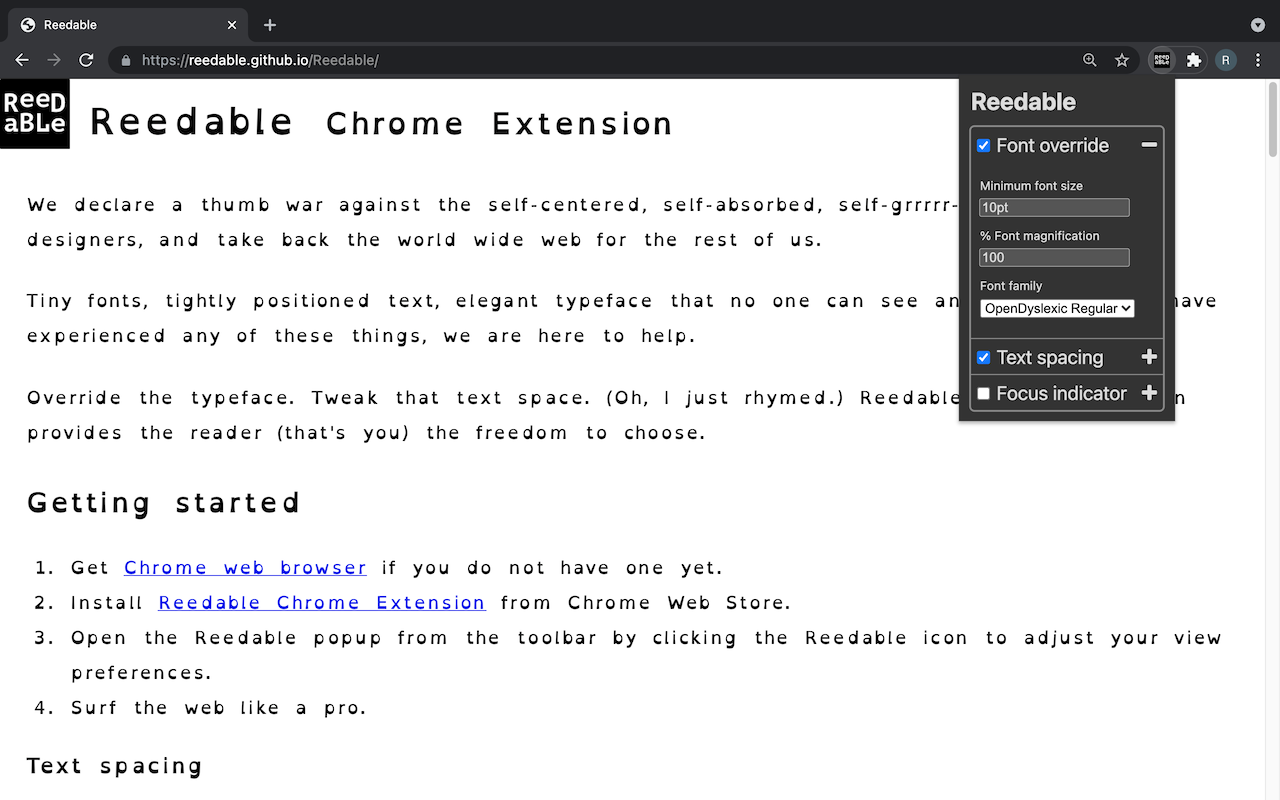 Reedable
https://reedable.github.io/Reedable/
ReeD
aBLe
R
ReeD
aBLe
Reedable Chrome Extension
We declare a thumb war against the self-centered, self-absorbed, self-grrrrr-
designers, and take back the world wide web for the rest of us.
Tiny fonts, tightly positioned text, elegant typeface that no one can see an
have
experienced any of these things, we are here to help.
Override the typeface. Tweak that text space. (Oh, I just rhymed.) Reedable
n
provides the reader (that's you) the freedom to choose.
Getting started
1. Get Chrome web browser if you do not have one yet.
2. Install Reedable Chrome Extension from Chrome Web Store.
3. Open the Reedable popup from the toolbar by clicking the Reedable icon to adjust your view
preferences.
4. Surf the web like a pro.
Text spacing
Reedable
Font override
Minimum font size
10pt
% Font magnification
100
Font family
OpenDyslexic Regular
Text spacing
Focus indicator